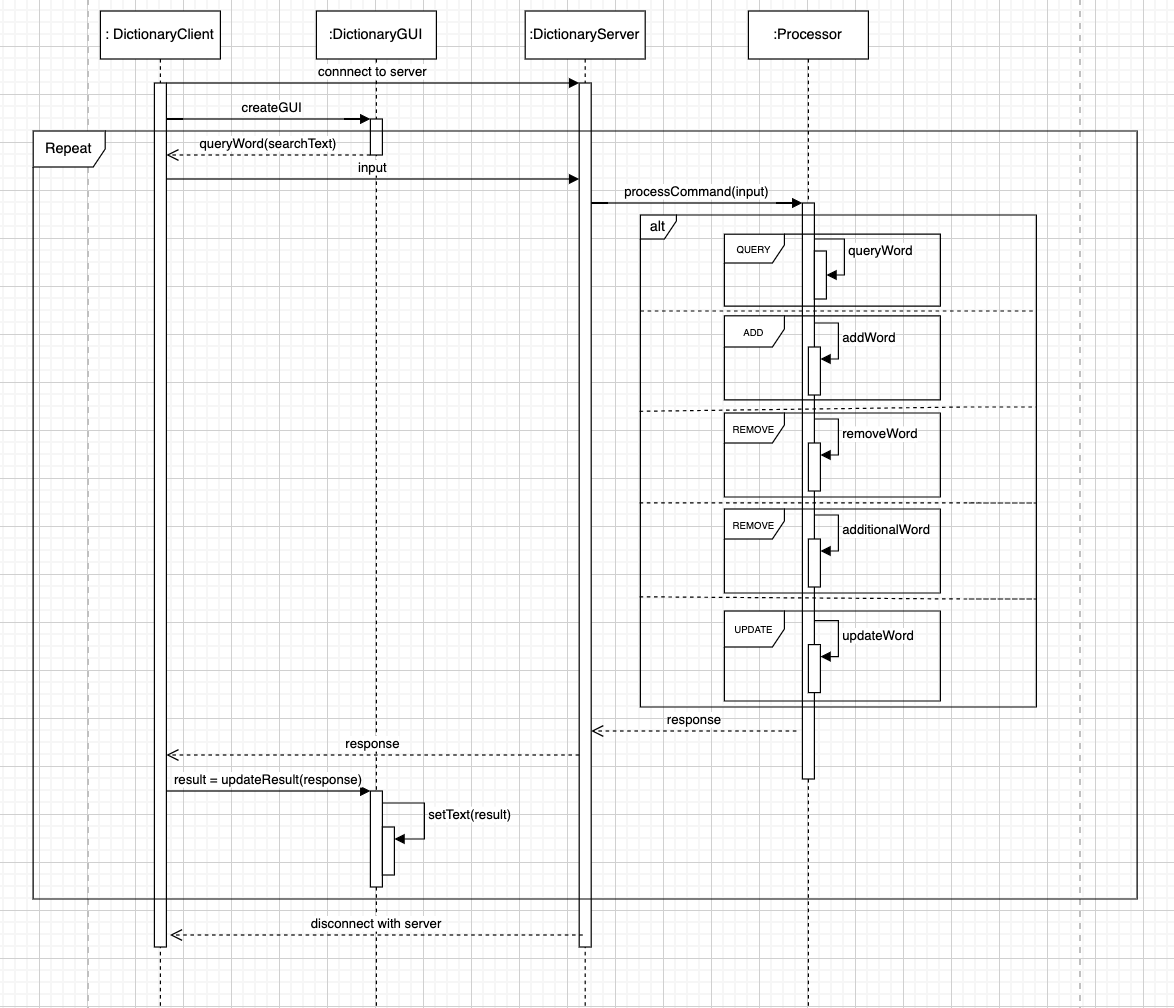 : DictionaryClient
:DictionaryGUI
:DictionaryServer
:Processor
connnect to server
createGUI
Repeat
queryWord(searchText)
input
processCommand(input)
alt
QUERY
queryWord
ADD
addWord
REMOVE
removeWord
REMOVE
additionalWord
UPDATE
updateWord
response
response
result = updateResult(response)
setText(result)
disconnect with server